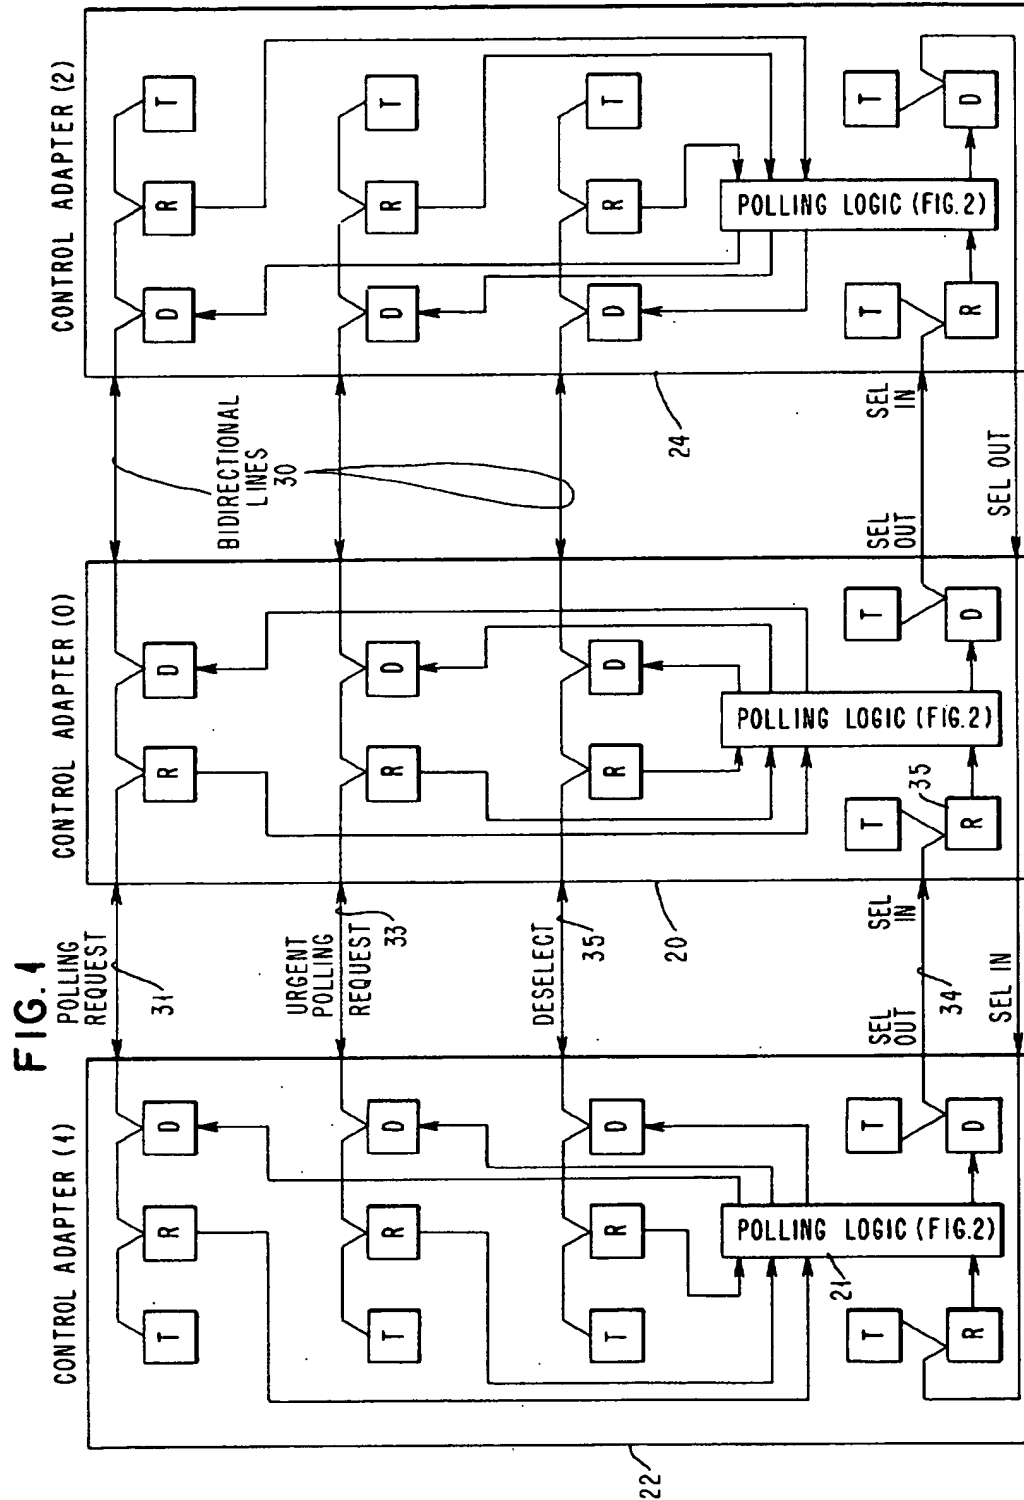 FIG. 1
CONTROL ADAPTER (1)
CONTROL ADAPTER (0)
CONTROL ADAPTER (2)
POLLING
REQUEST
31
BIDIRECTIONAL
LINES
30
T
R
D
R
D
D
R
T
URGENT
POLLING
REQUEST
33
T
R
D
R
D
D
R
T
DESELECT
35
T
R
D
R
D
D
R
T
22
20
24
21
POLLING LOGIC (FIG.2)
POLLING LOGIC (FIG.2)
POLLING LOGIC (FIG.2)
T
T
SEL
OUT
SEL
IN
T
T
SEL
OUT
SEL
IN
T
T
R
D
34
R
35
D
R
D
SEL IN
SEL OUT